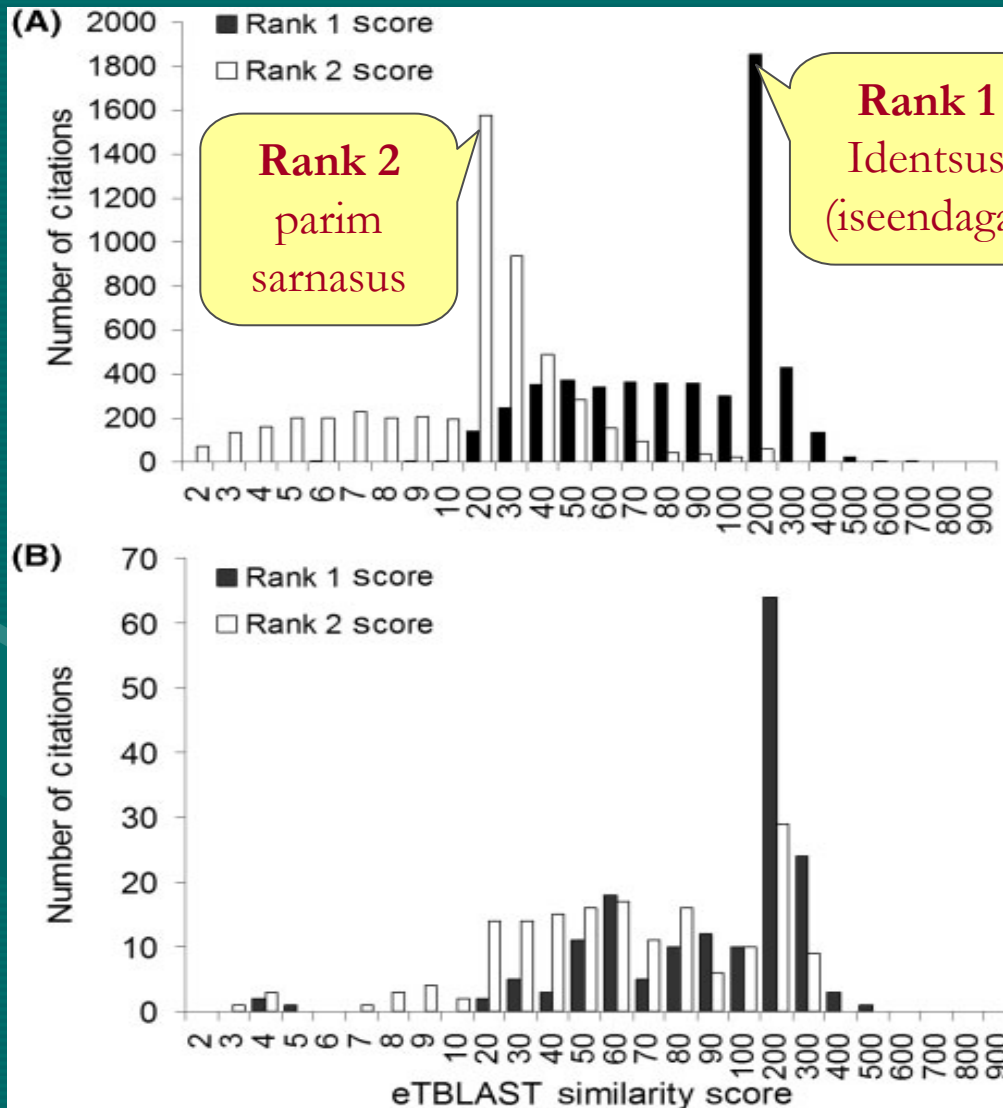 (A)
2000
1800
1600
1400
1200
1000
800
600
400
200
0
Number of citations
Rank 1 score
Rank 2 score
Rank 2
parim
sarnasus
Rank 1
Identsus
(iseendaga
2 3 4 5 6 7 8 9 10 20 30 40 50 60 70 80 90 100 200 300 400 500 600 700 800 900
(B)
70
60
50
40
30
20
10
0
Number of citations
Rank 1 score
Rank 2 score
2 3 4 5 7 8 9 10 20 30 40 50 60 70 80 90 100 200 300 400 500 600 700 800 900
eTBLAST similarity score